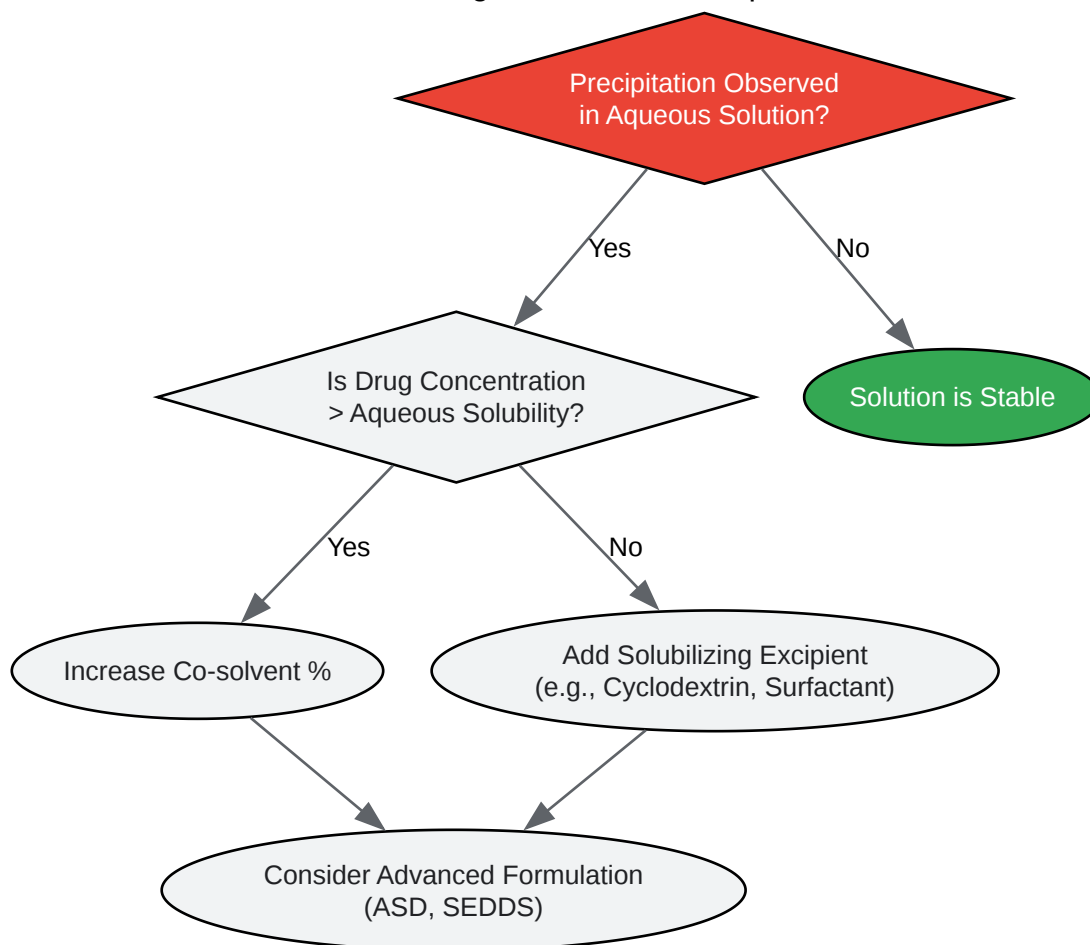 Precipitation Observed
in Aqueous Solution?
Yes
No
Is Drug Concentration
> Aqueous Solubility?
Solution is Stable
Yes
No
Increase Co-solvent %
Add Solubilizing Excipient
(e.g., Cyclodextrin, Surfactant)
Consider Advanced Formulation
(ASD, SEDDS)